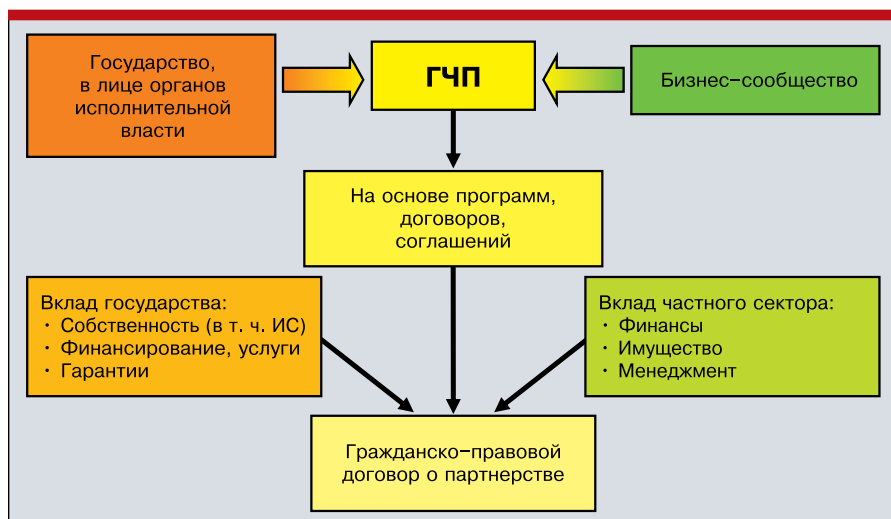 Государство,
в лице органов
исполнительной
власти
ГЧП
Бизнес-сообщество
На основе программ,
договоров,
соглашений
Вклад государства:
· Собственность (в т. ч. ИС)
· Финансирование, услуги
· Гарантии
Вклад частного сектора:
· Финансы
· Имущество
· Менеджмент
Гражданско-правовой
договор о партнерстве